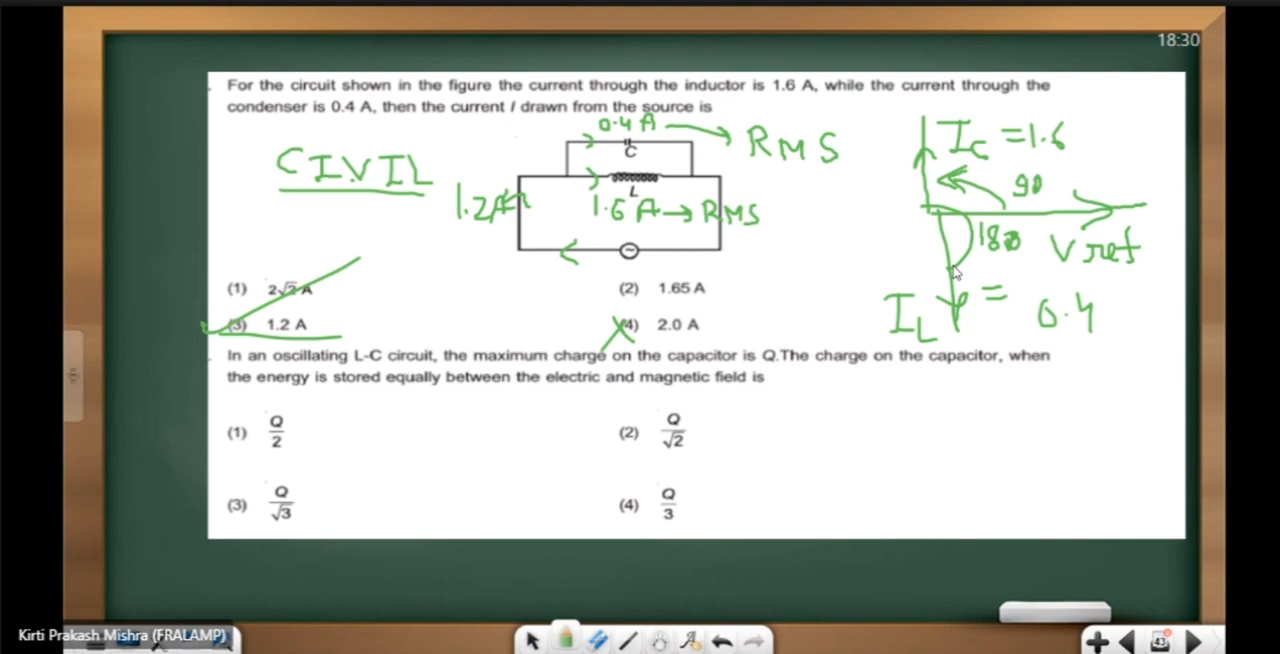 18:30
For the circuit shown in the figure the current through the inductor is 1.6 A, while the current through the
condenser is 0.4 A, then the current I drawn from the source is
0.4 A → RMS
C
CIVIL
L
1.2A
1.6 A → RMS
I_C = 1.6
90
180
V ref
I_L = 0.4
(1) 2√2 A
(2) 1.65 A
(3) 1.2 A
(4) 2.0 A
In an oscillating L-C circuit, the maximum charge on the capacitor is Q.The charge on the capacitor, when
the energy is stored equally between the electric and magnetic field is
(1) Q/2
(2) Q/√2
(3) Q/√3
(4) Q/3
Kirti Prakash Mishra (FRALAMP)
43